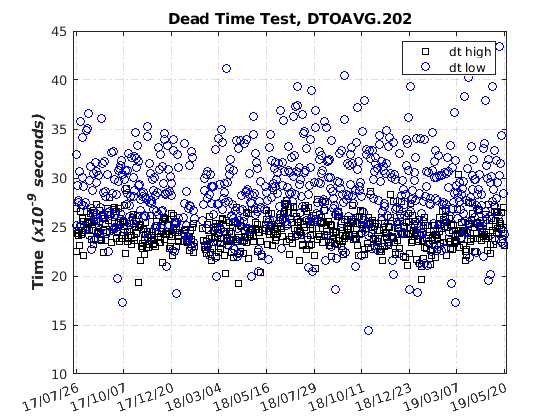 Dead Time Test, DTOAVG.202
45
40
35
30
25
20
15
10
Time (x10⁻⁹ seconds)
dt high
dt low
17/07/26 17/10/07 17/12/20 18/03/04 18/05/16 18/07/29 18/10/11 18/12/23 19/03/07 19/05/20